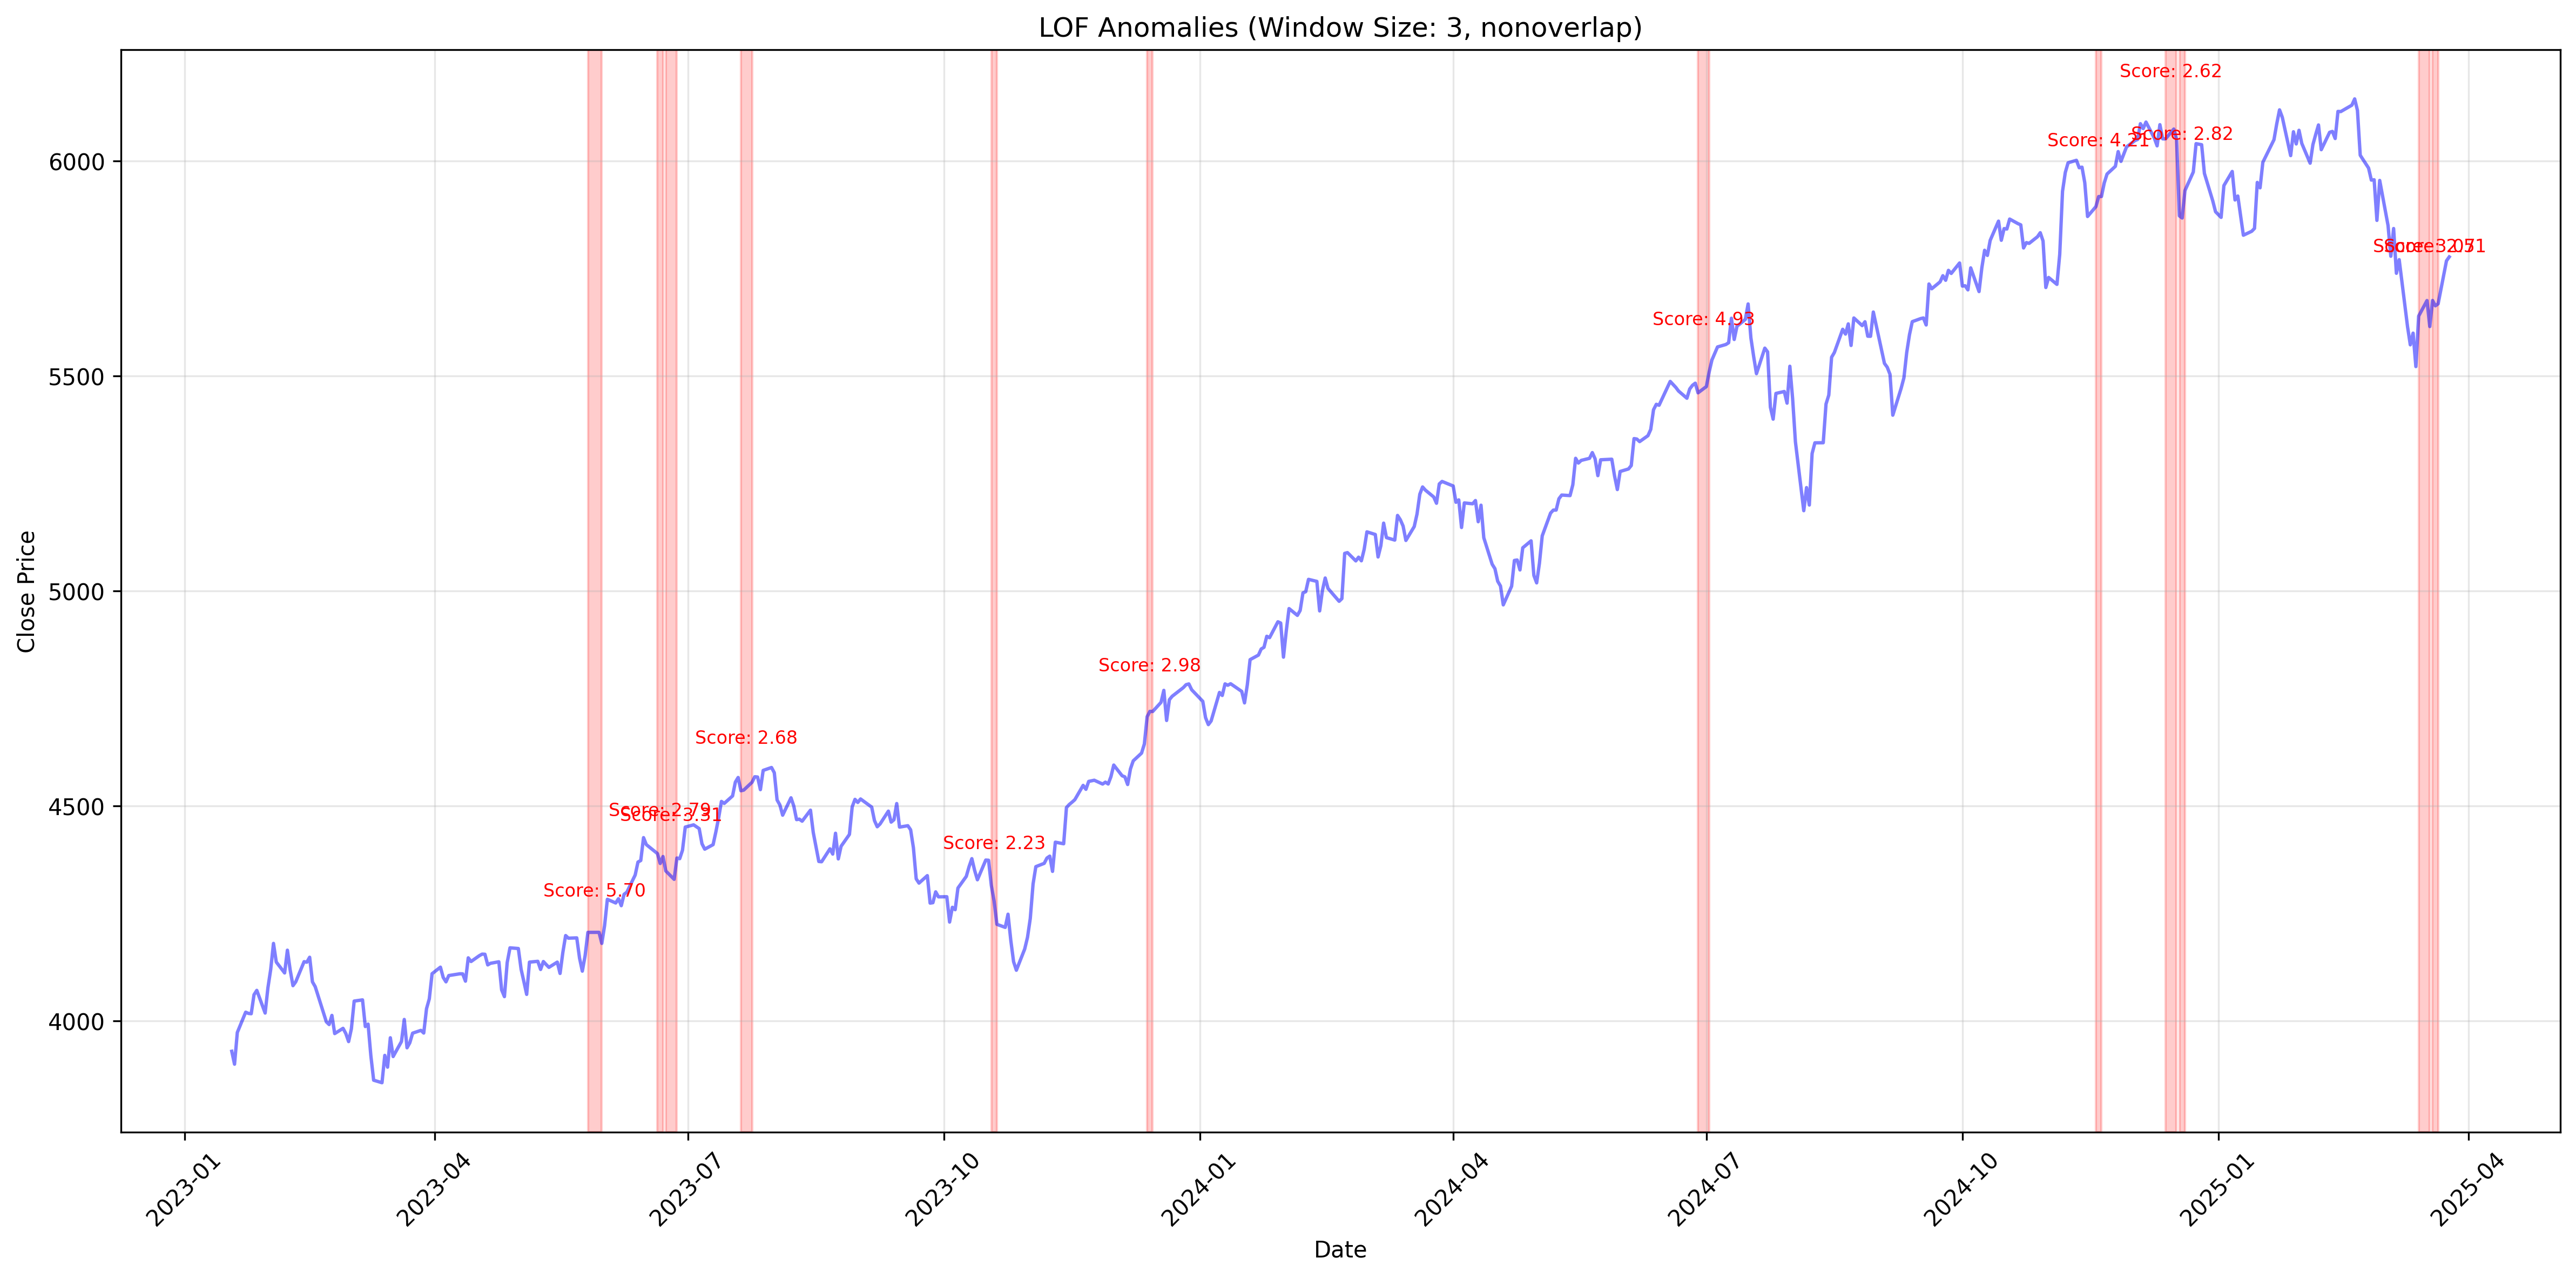 LOF Anomalies (Window Size: 3, nonoverlap)
Close Price
6000
5500
5000
4500
4000
Score: 5.70
Score: 2.79
Score: 3.31
Score: 2.68
Score: 2.23
Score: 2.98
Score: 4.93
Score: 4.21
Score: 2.62
Score: 2.82
2023-01
2023-04
2023-07
2023-10
2024-01
2024-04
2024-07
2024-10
2025-01
2025-04
Date